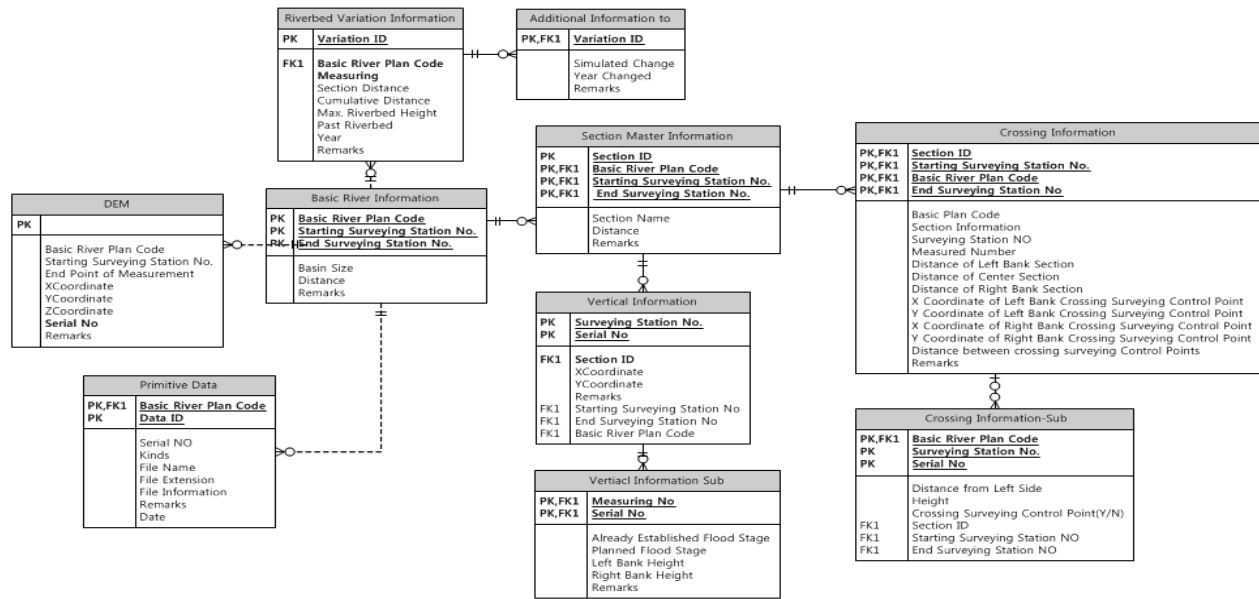 Riverbed Variation Information
PK Variation ID
FK1 Basic River Plan Code
Measuring
Section Distance
Cumulative Distance
Max. Riverbed Height
Past Riverbed
Year
Remarks
Additional Information to
PK,FK1 Variation ID
Simulated Change
Year Changed
Remarks
Section Master Information
PK Section ID
PK,FK1 Basic River Plan Code
PK,FK1 Starting Surveying Station No.
PK,FK1 End Surveying Station No.
Section Name
Distance
Remarks
Crossing Information
PK,FK1 Section ID
PK,FK1 Starting Surveying Station No.
PK,FK1 Basic River Plan Code
PK,FK1 End Surveying Station No
Basic Plan Code
Section Information
Surveying Station NO
Measured Number
Distance of Left Bank Section
Distance of Center Section
Distance of Right Bank Section
X Coordinate of Left Bank Crossing Surveying Control Point
Y Coordinate of Left Bank Crossing Surveying Control Point
X Coordinate of Right Bank Crossing Surveying Control Point
Y Coordinate of Right Bank Crossing Surveying Control Point
Distance between crossing surveying Control Points
Remarks
DEM
PK
Basic River Plan Code
Starting Surveying Station No.
End Point of Measurement
XCoordinate
YCoordinate
ZCoordinate
Serial No
Remarks
Basic River Information
PK Basic River Plan Code
PK Starting Surveying Station No.
PK End Surveying Station No.
Basin Size
Distance
Remarks
Vertical Information
PK Surveying Station No.
PK Serial No
FK1 Section ID
XCoordinate
YCoordinate
Remarks
FK1 Starting Surveying Station No
FK1 End Surveying Station No
FK1 Basic River Plan Code
Primitive Data
PK,FK1 Basic River Plan Code
PK Data ID
Serial NO
Kinds
File Name
File Extension
File Information
Remarks
Date
Vertiacl Information Sub
PK,FK1 Measuring No
PK,FK1 Serial No
Already Established Flood Stage
Planned Flood Stage
Left Bank Height
Right Bank Height
Remarks
Crossing Information-Sub
PK,FK1 Basic River Plan Code
PK Surveying Station No.
PK Serial No
Distance from Left Side
Height
Crossing Surveying Control Point(Y/N)
FK1 Section ID
FK1 Starting Surveying Station NO
FK1 End Surveying Station NO